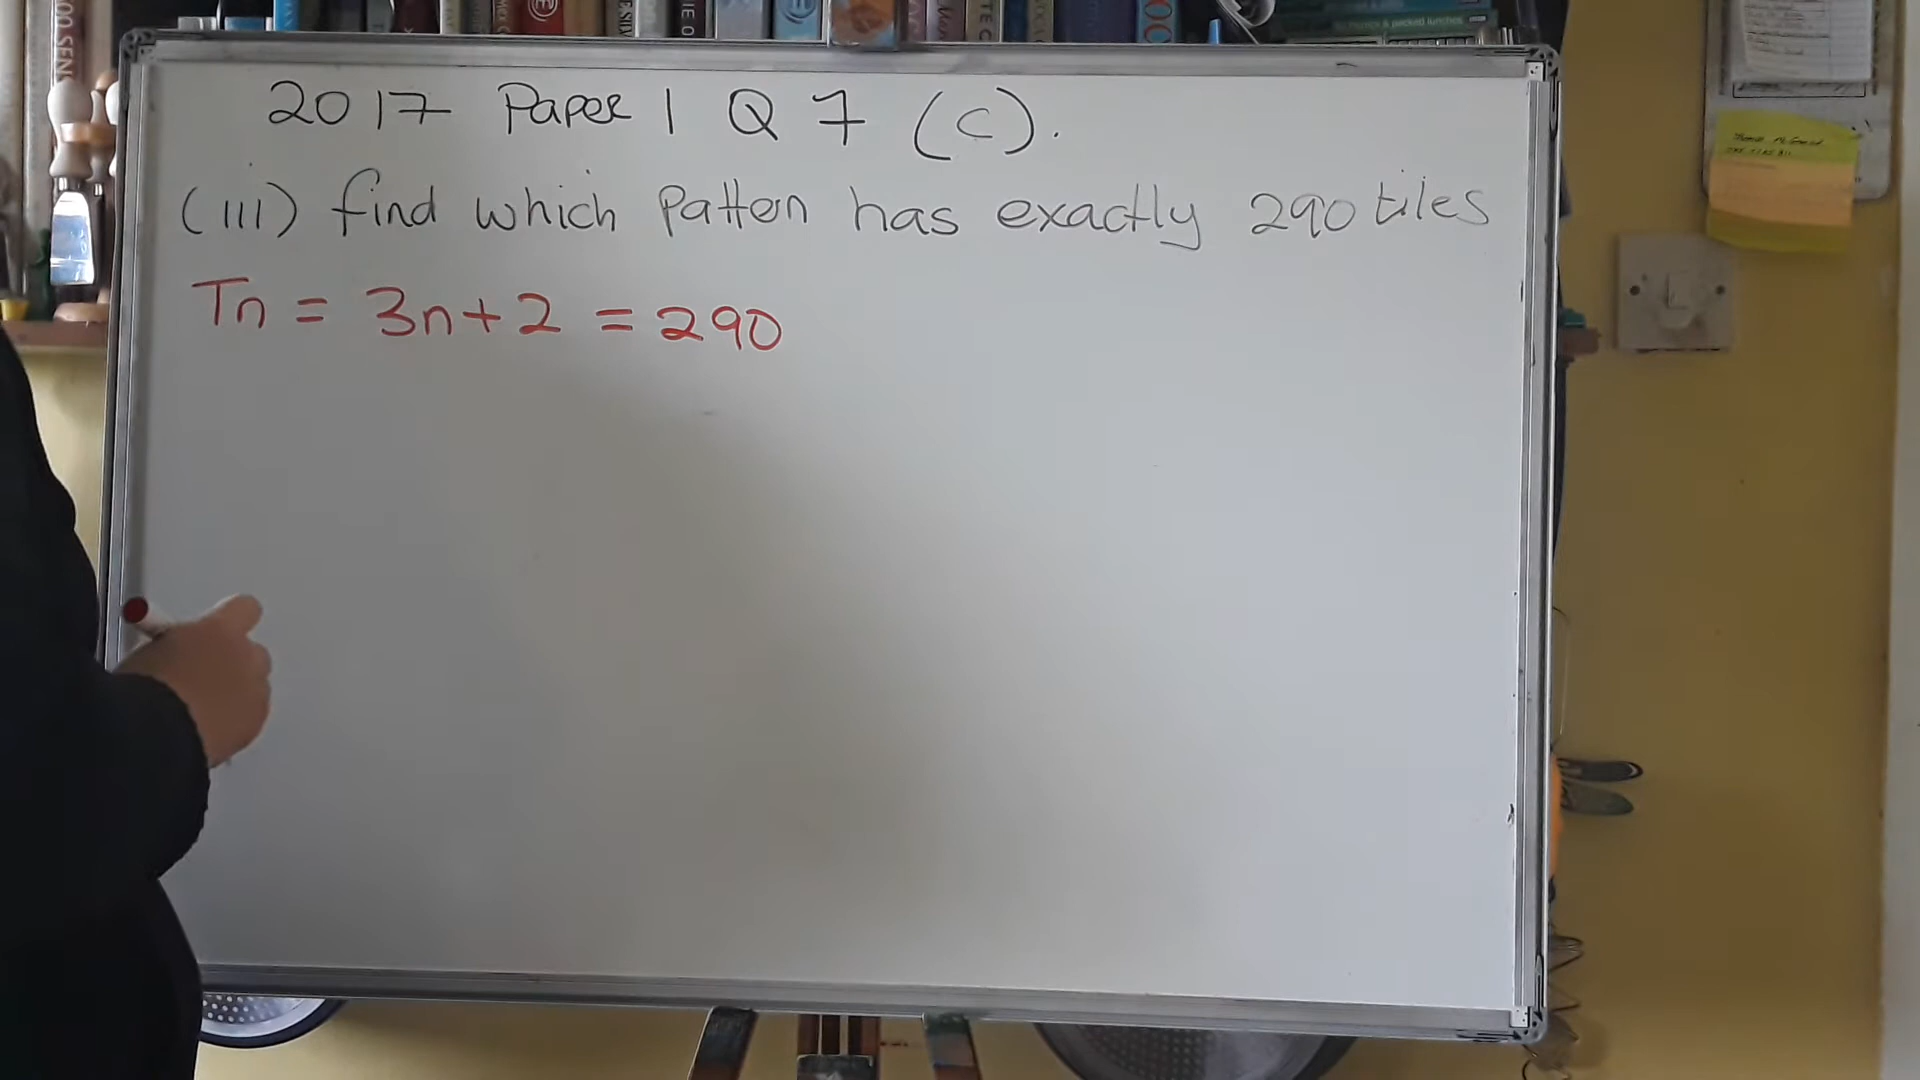 2017 Paper 1 Q 7 (c).
(iii) find which Pattern has exactly 290 tiles
Tn = 3n+2 = 290